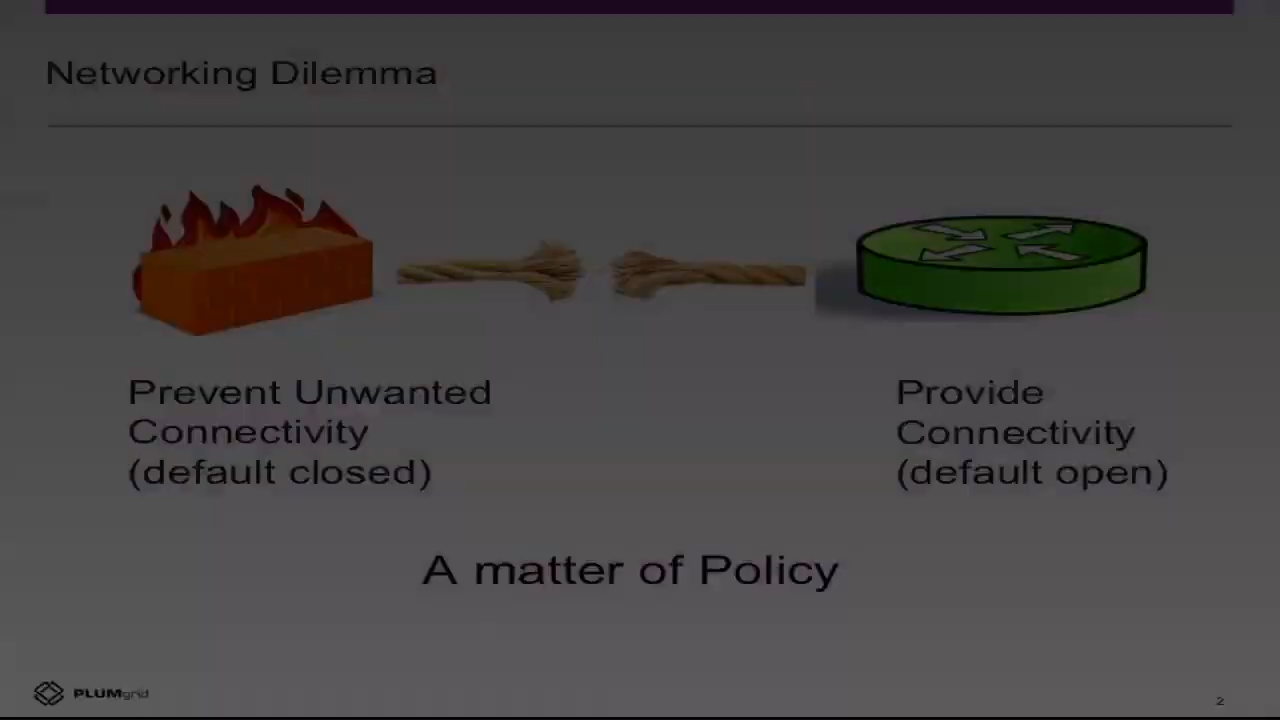 Networking Dilemma
Prevent Unwanted
Connectivity
(default closed)
Provide
Connectivity
(default open)
A matter of Policy
PLUMgrid
2